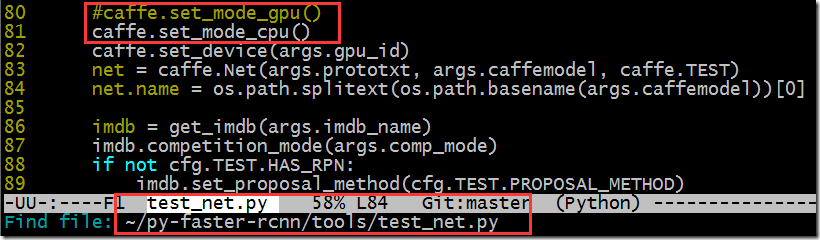 80 #caffe.set_mode_gpu()
81 caffe.set_mode_cpu()
82 caffe.set_device(args.gpu_id)
83 net = caffe.Net(args.prototxt, args.caffemodel, caffe.TEST)
84 net.name = os.path.splitext(os.path.basename(args.caffemodel))[0]
85
86 imdb = get_imdb(args.imdb_name)
87 imdb.competition_mode(args.comp_mode)
88 if not cfg.TEST.HAS_RPN:
89 imdb.set_proposal_method(cfg.TEST.PROPOSAL_METHOD)
-UU-:----F1 test_net.py 58% L84 Git:master (Python) ---------------
Find file: ~/py-faster-rcnn/tools/test_net.py